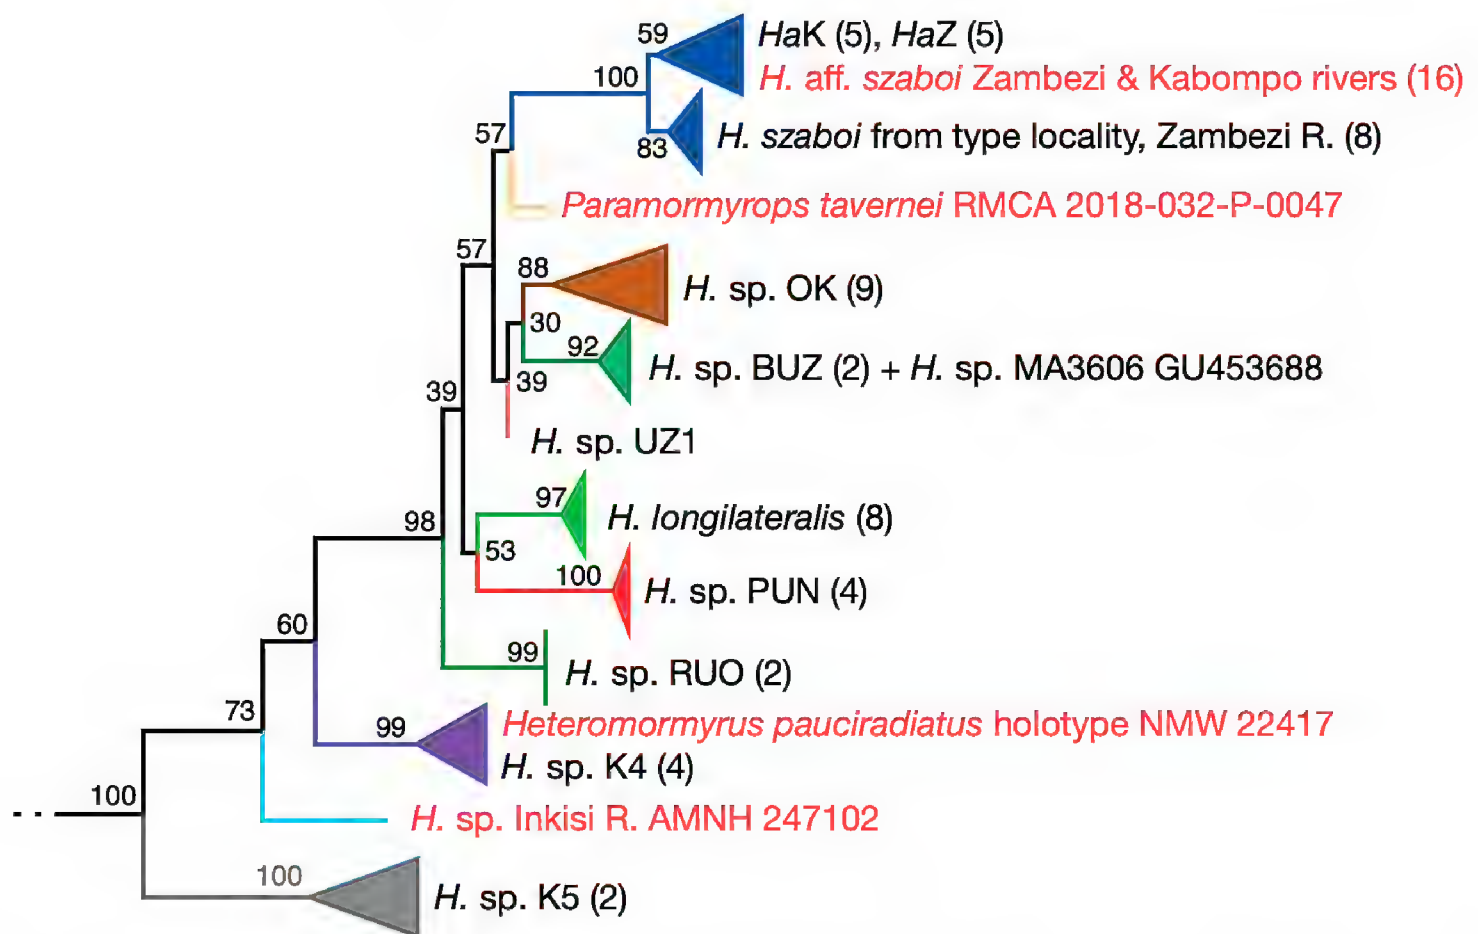 59
HaK (5), HaZ (5)
100
H. aff. szaboi Zambezi & Kabompo rivers (16)
57
83
H. szaboi from type locality, Zambezi R. (8)
Paramormyrops tavernei RMCA 2018-032-P-0047
57
88
H. sp. OK (9)
30
92
H. sp. BUZ (2) + H. sp. MA3606 GU453688
39
39
H. sp. UZ1
97
H. longilateralis (8)
98
53
100
H. sp. PUN (4)
60
99
H. sp. RUO (2)
73
99
Heteromormyrus pauciradiatus holotype NMW 22417
H. sp. K4 (4)
100
H. sp. Inkisi R. AMNH 247102
100
H. sp. K5 (2)